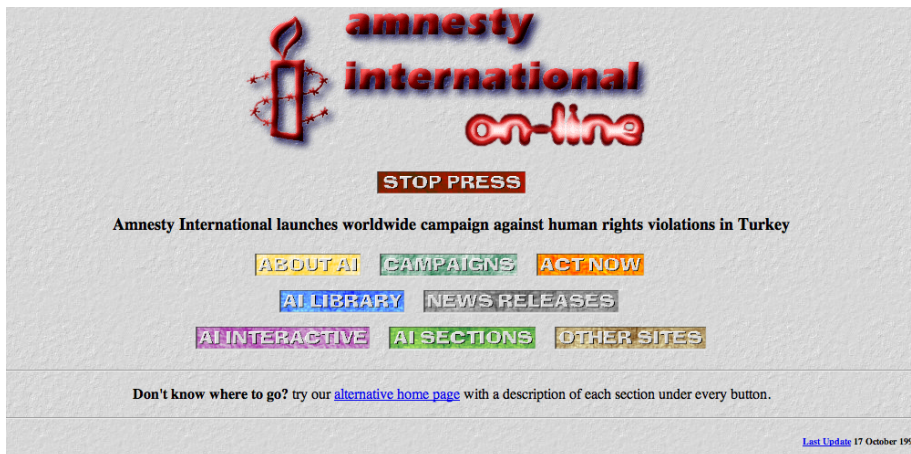 amnesty
international
on-line
STOP PRESS
Amnesty International launches worldwide campaign against human rights violations in Turkey
ABOUT AI CAMPAIGNS ACT NOW
AI LIBRARY NEWS RELEASES
AI INTERACTIVE AI SECTIONS OTHER SITES
Don't know where to go? try our alternative home page with a description of each section under every button.
Last Update 17 October 199